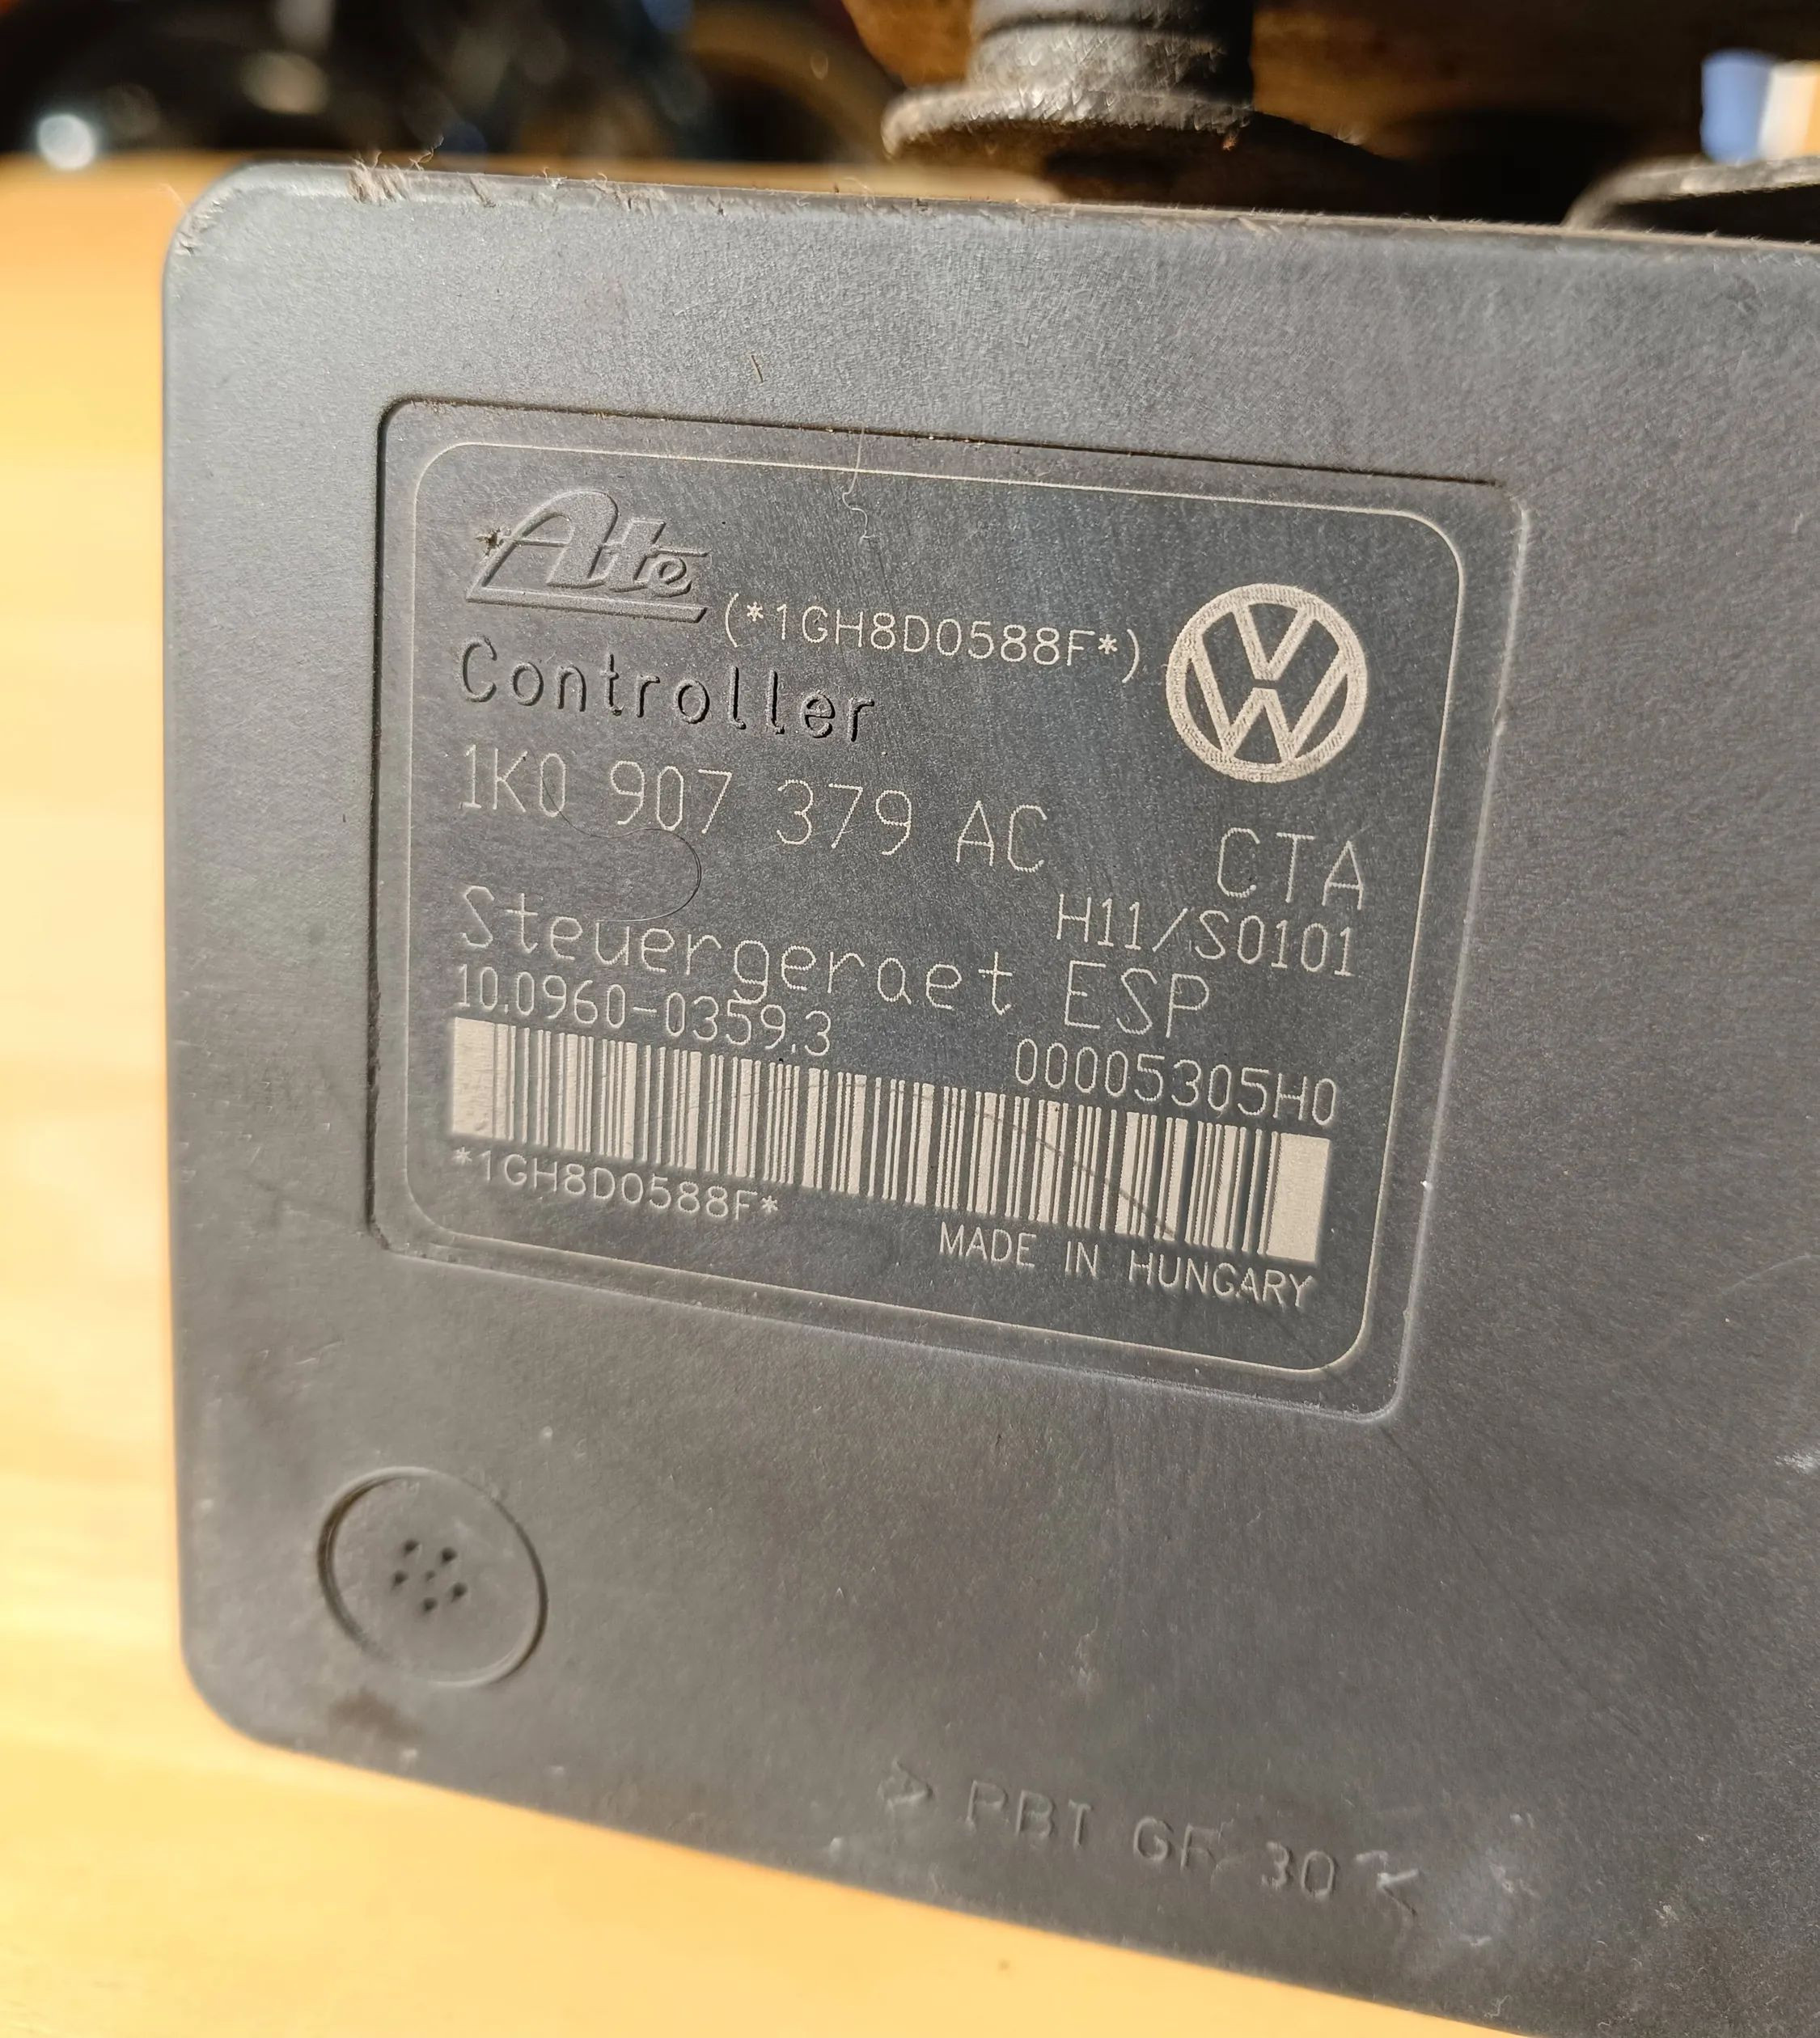 Ate
(*1GH8D0588F*)
Controller
1K0 907 379 AC CTA
H11/S0101
Steuergeraet ESP
10.0960-0359.3 00005305H0
*1GH8D0588F*
MADE IN HUNGARY
> PBT GF 30 <